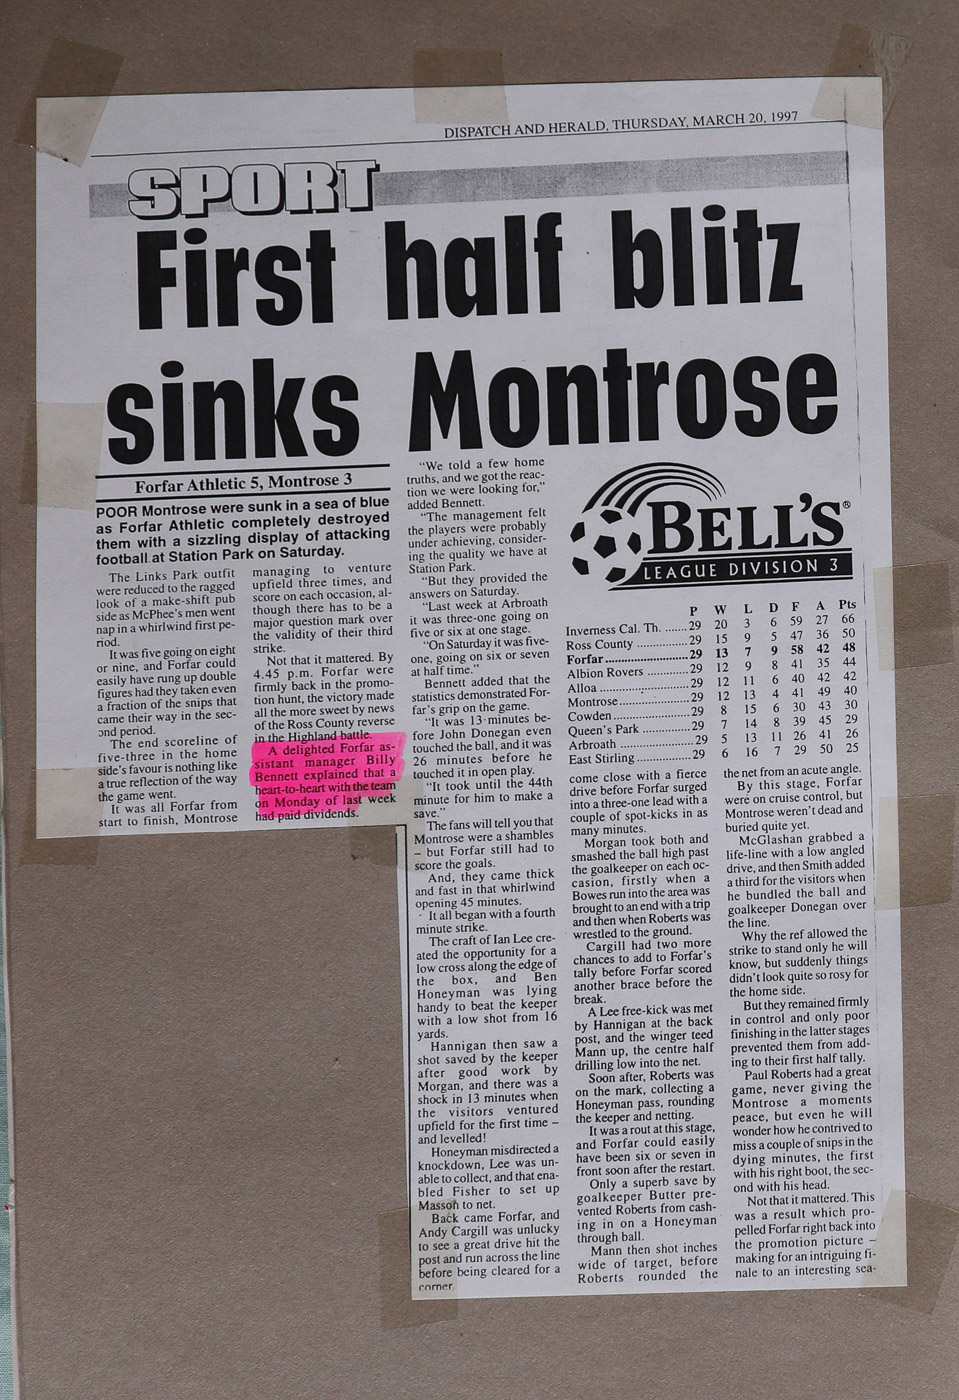 DISPATCH AND HERALD, THURSDAY, MARCH 20, 1997
SPORT
First half blitz
sinks Montrose
Forfar Athletic 5, Montrose 3
POOR Montrose were sunk in a sea of blue
as Forfar Athletic completely destroyed
them with a sizzling display of attacking
football at Station Park on Saturday.
The Links Park outfit
were reduced to the ragged
look of a make-shift pub
side as McPhee's men went
nap in a whirlwind first pe-
riod.
It was five going on eight
or nine, and Forfar could
easily have rung up double
figures had they taken even
a fraction of the snips that
came their way in the sec-
ond period.
The end scoreline of
five-three in the home
side's favour is nothing like
a true reflection of the way
the game went.
It was all Forfar from
start to finish, Montrose
managing to venture
upfield three times, and
score on each occasion, al-
though there has to be a
major question mark over
the validity of their third
strike.
Not that it mattered. By
4.45 p.m. Forfar were
firmly back in the promo-
tion hunt, the victory made
all the more sweet by news
of the Ross County reverse
in the Highland battle.
A delighted Forfar as-
sistant manager Billy
Bennett explained that a
heart-to-heart with the team
on Monday of last week
had paid dividends.
"We told a few home
truths, and we got the reac-
tion we were looking for,"
added Bennett.
"The management felt
the players were probably
under achieving, consider-
ing the quality we have at
Station Park.
"But they provided the
answers on Saturday.
"Last week at Arbroath
it was three-one going on
five or six at one stage.
"On Saturday it was five-
one, going on six or seven
at half time."
Bennett added that the
statistics demonstrated For-
far's grip on the game.
"It was 13 minutes be-
fore John Donegan even
touched the ball, and it was
26 minutes before he
touched it in open play.
"It took until the 44th
minute for him to make a
save."
The fans will tell you that
Montrose were a shambles
– but Forfar still had to
score the goals.
And, they came thick
and fast in that whirlwind
opening 45 minutes.
It all began with a fourth
minute strike.
The craft of Ian Lee cre-
ated the opportunity for a
low cross along the edge of
the box, and Ben
Honeyman was lying
handy to beat the keeper
with a low shot from 16
yards.
Hannigan then saw a
shot saved by the keeper
after good work by
Morgan, and there was a
shock in 13 minutes when
the visitors ventured
upfield for the first time –
and levelled!
Honeyman misdirected a
knockdown, Lee was un-
able to collect, and that ena-
bled Fisher to set up
Masson to net.
Back came Forfar, and
Andy Cargill was unlucky
to see a great drive hit the
post and run across the line
before being cleared for a
corner.
BELL'S®
LEAGUE DIVISION 3
P W L D F A Pts
Inverness Cal. Th. .......29 20 3 6 59 27 66
Ross County ................29 15 9 5 47 36 50
Forfar.........................29 13 7 9 58 42 48
Albion Rovers .............29 12 9 8 41 35 44
Alloa ...........................29 12 11 6 40 42 42
Montrose .....................29 12 13 4 41 49 40
Cowden.......................29 8 15 6 30 43 30
Queen's Park ..............29 7 14 8 39 45 29
Arbroath .....................29 5 13 11 26 41 26
East Stirling ................29 6 16 7 29 50 25
come close with a fierce
drive before Forfar surged
into a three-one lead with a
couple of spot-kicks in as
many minutes.
Morgan took both and
smashed the ball high past
the goalkeeper on each oc-
casion, firstly when a
Bowes run into the area was
brought to an end with a trip
and then when Roberts was
wrestled to the ground.
Cargill had two more
chances to add to Forfar's
tally before Forfar scored
another brace before the
break.
A Lee free-kick was met
by Hannigan at the back
post, and the winger teed
Mann up, the centre half
drilling low into the net.
Soon after, Roberts was
on the mark, collecting a
Honeyman pass, rounding
the keeper and netting.
It was a rout at this stage,
and Forfar could easily
have been six or seven in
front soon after the restart.
Only a superb save by
goalkeeper Butter pre-
vented Roberts from cash-
ing in on a Honeyman
through ball.
Mann then shot inches
wide of target, before
Roberts rounded the
the net from an acute angle.
By this stage, Forfar
were on cruise control, but
Montrose weren't dead and
buried quite yet.
McGlashan grabbed a
life-line with a low angled
drive, and then Smith added
a third for the visitors when
he bundled the ball and
goalkeeper Donegan over
the line.
Why the ref allowed the
strike to stand only he will
know, but suddenly things
didn't look quite so rosy for
the home side.
But they remained firmly
in control and only poor
finishing in the latter stages
prevented them from add-
ing to their first half tally.
Paul Roberts had a great
game, never giving the
Montrose a moments
peace, but even he will
wonder how he contrived to
miss a couple of snips in the
dying minutes, the first
with his right boot, the sec-
ond with his head.
Not that it mattered. This
was a result which pro-
pelled Forfar right back into
the promotion picture –
making for an intriguing fi-
nale to an interesting sea-